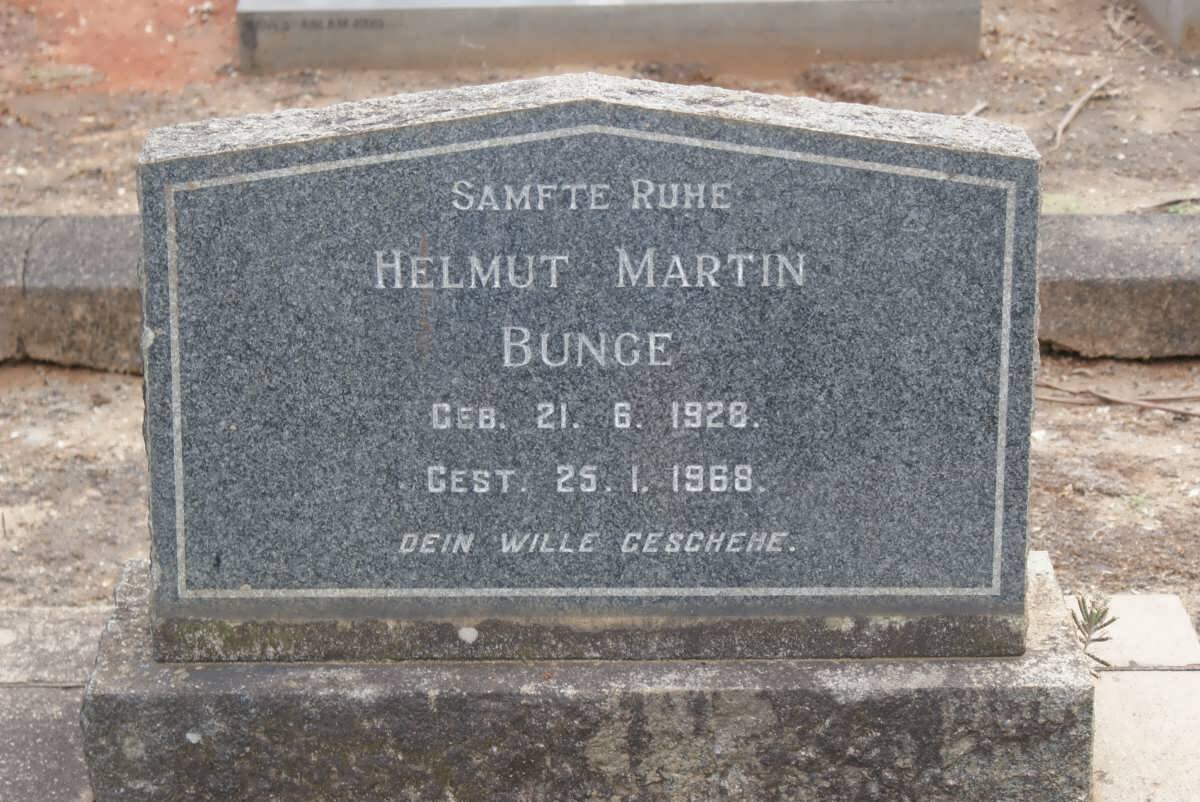 SAMFTE RUHE
HELMUT MARTIN
BUNGE
GEB. 21. 6. 1928.
GEST. 25. 1. 1968.
DEIN WILLE GESCHEHE.